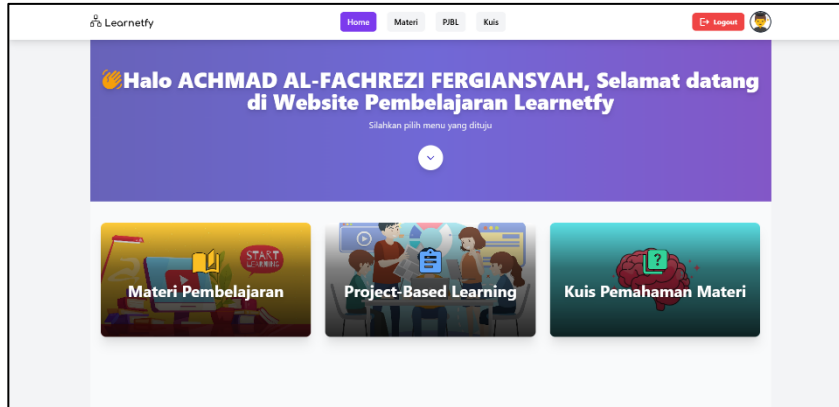 Learnetfy
Home
Materi
PJBL
Kuis
Logout
👋Halo ACHMAD AL-FACHREZI FERGIANSYAH, Selamat datang
di Website Pembelajaran Learnetfy
Silahkan pilih menu yang dituju
START
LEARNING
Materi Pembelajaran
Project-Based Learning
?
Kuis Pemahaman Materi